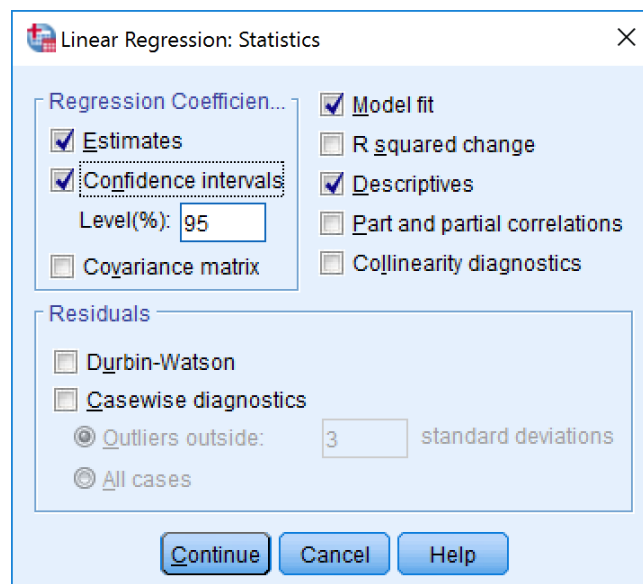 Linear Regression: Statistics
Regression Coefficien...
Estimates
Confidence intervals
Level(%): 95
Covariance matrix
Model fit
R squared change
Descriptives
Part and partial correlations
Collinearity diagnostics
Residuals
Durbin-Watson
Casewise diagnostics
Outliers outside: 3 standard deviations
All cases
Continue Cancel Help